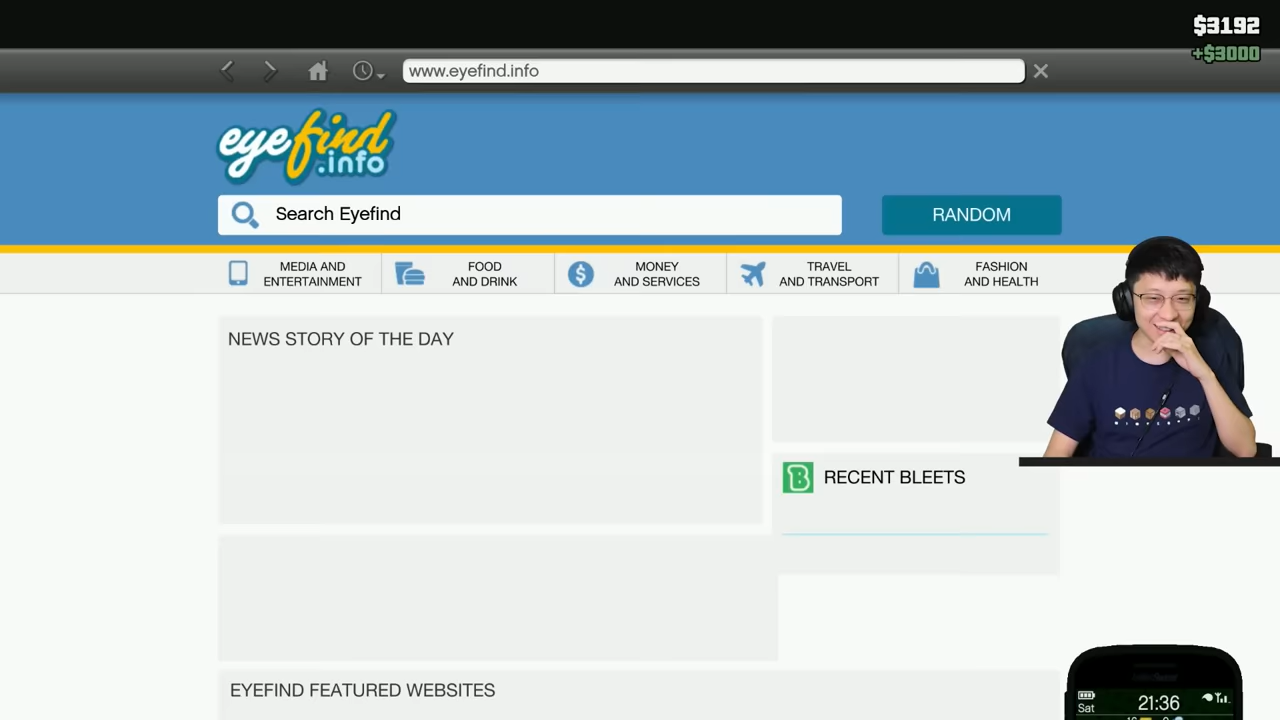 $3192
+$3000
www.eyefind.info
eyefind
.info
Search Eyefind
RANDOM
MEDIA AND
ENTERTAINMENT
FOOD
AND DRINK
MONEY
AND SERVICES
TRAVEL
AND TRANSPORT
FASHION
AND HEALTH
NEWS STORY OF THE DAY
B RECENT BLEETS
EYEFIND FEATURED WEBSITES
Sat
21:36